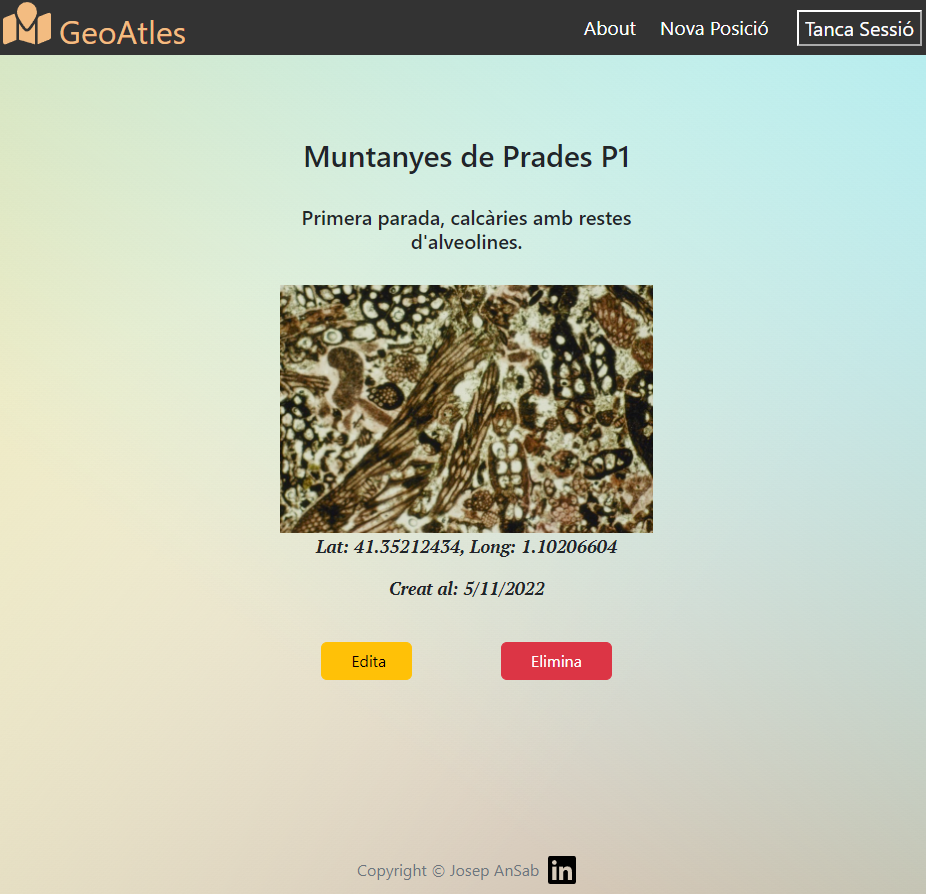 GeoAtles
About
Nova Posició
Tanca Sessió
Muntanyes de Prades P1
Primera parada, calcàries amb restes
d'alveolines.
Lat: 41.35212434, Long: 1.10206604
Creat al: 5/11/2022
Edita
Elimina
Copyright © Josep AnSab
in